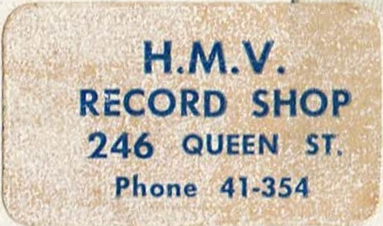 H.M.V.
RECORD SHOP
246 QUEEN ST.
Phone 41-354